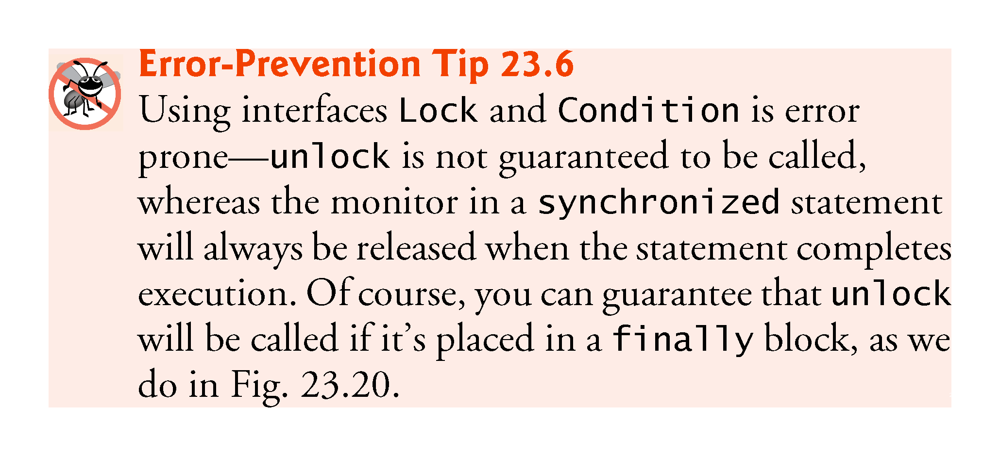 Error-Prevention Tip 23.6
Using interfaces Lock and Condition is error
prone—unlock is not guaranteed to be called,
whereas the monitor in a synchronized statement
will always be released when the statement completes
execution. Of course, you can guarantee that unlock
will be called if it’s placed in a finally block, as we
do in Fig. 23.20.